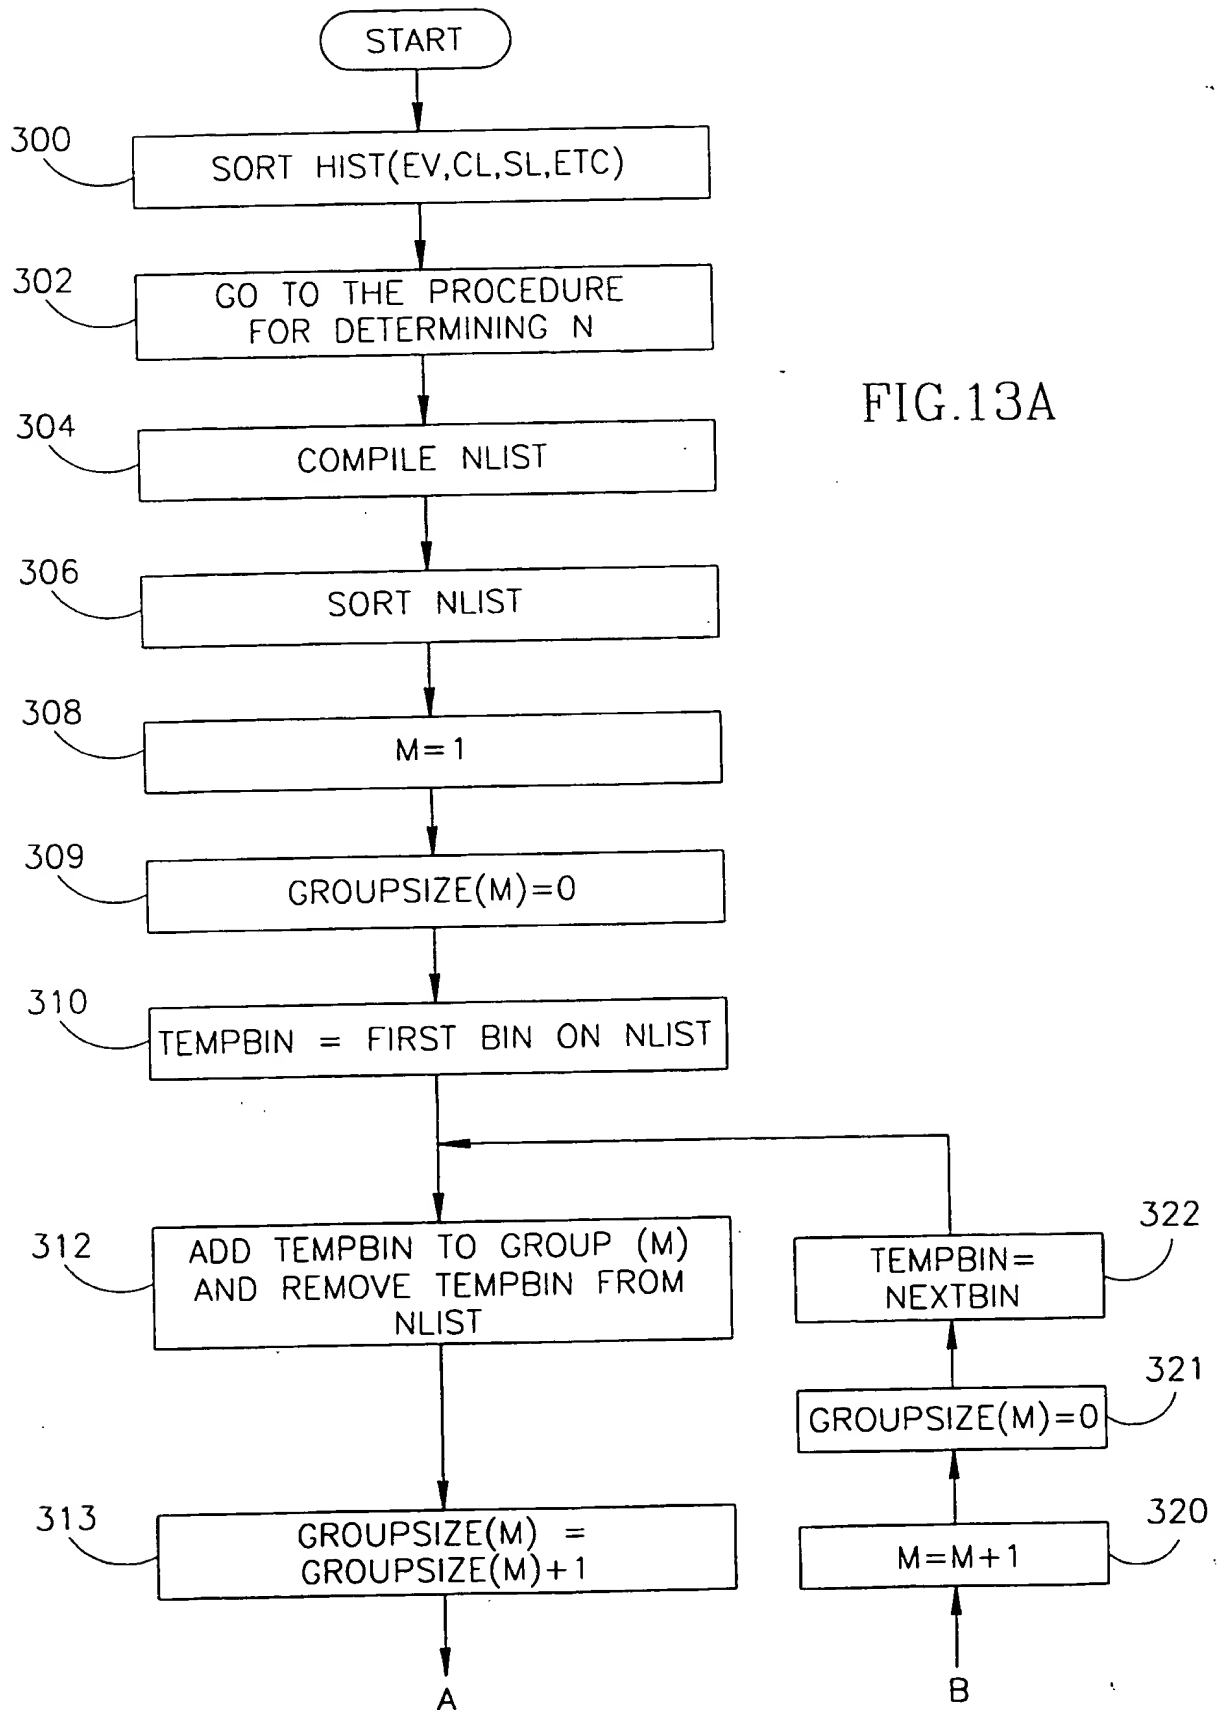 START
300
SORT HIST(EV,CL,SL,ETC)
302
GO TO THE PROCEDURE
FOR DETERMINING N
FIG.13A
304
COMPILE NLIST
306
SORT NLIST
308
M=1
309
GROUPSIZE(M)=0
310
TEMPBIN = FIRST BIN ON NLIST
312
ADD TEMPBIN TO GROUP (M)
AND REMOVE TEMPBIN FROM
NLIST
322
TEMPBIN=
NEXTBIN
321
GROUPSIZE(M)=0
313
GROUPSIZE(M) =
GROUPSIZE(M)+1
320
M=M+1
A
B